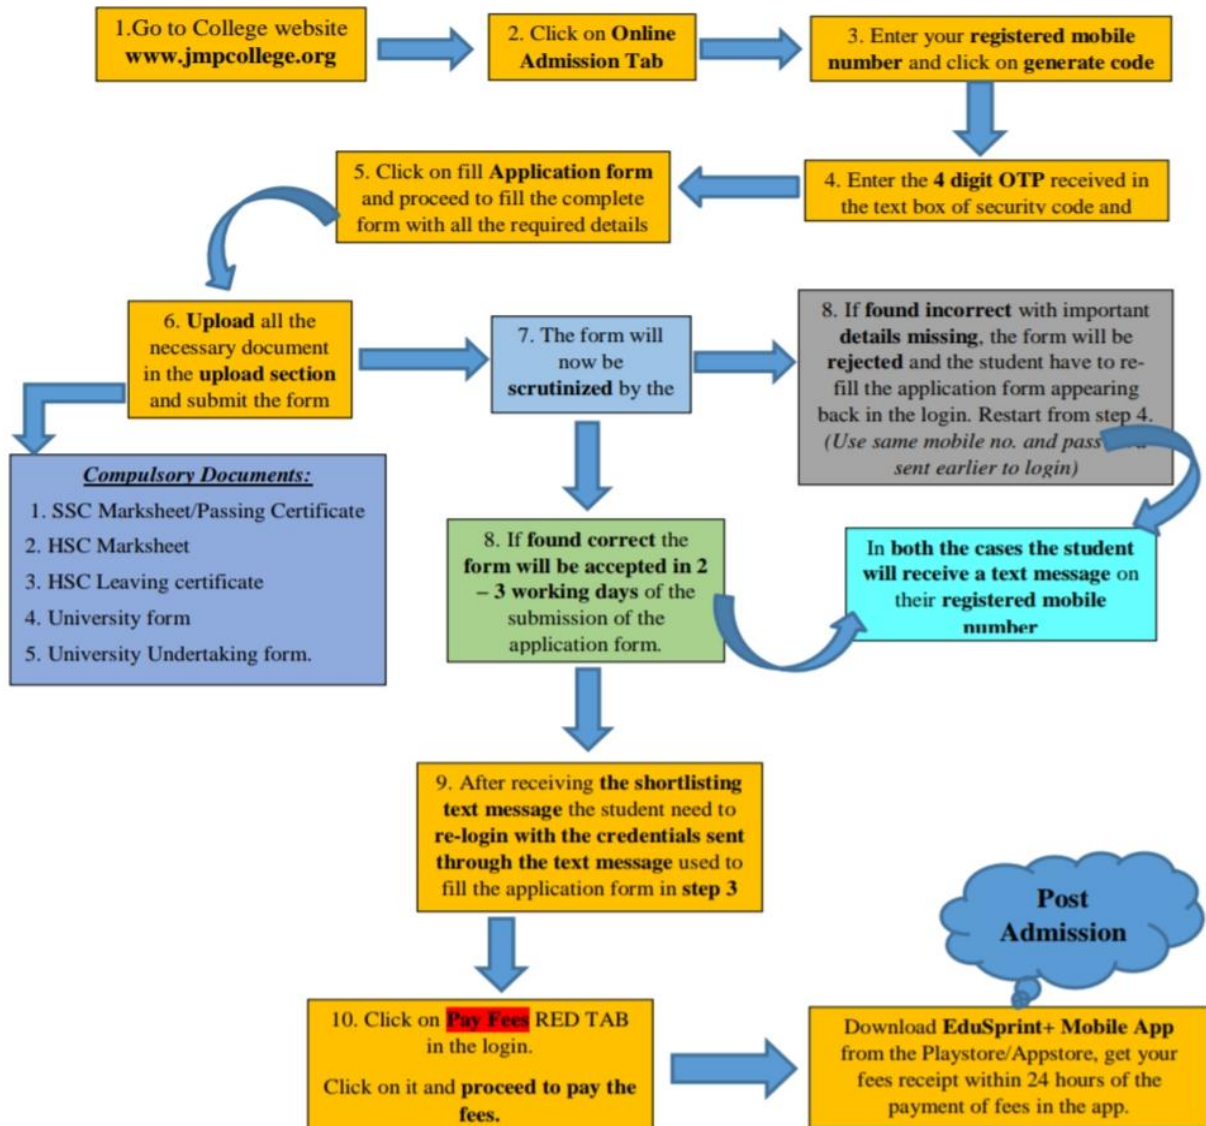 1.Go to College website
www.jmpcollege.org
2. Click on Online
Admission Tab
3. Enter your registered mobile
number and click on generate code
4. Enter the 4 digit OTP received in
the text box of security code and
5. Click on fill Application form
and proceed to fill the complete
form with all the required details
6. Upload all the
necessary document
in the upload section
and submit the form
7. The form will
now be
scrutinized by the
8. If found incorrect with important
details missing, the form will be
rejected and the student have to re-
fill the application form appearing
back in the login. Restart from step 4.
(Use same mobile no. and pass
sent earlier to login)
Compulsory Documents:
1. SSC Marksheet/Passing Certificate
2. HSC Marksheet
3. HSC Leaving certificate
4. University form
5. University Undertaking form.
8. If found correct the
form will be accepted in 2
– 3 working days of the
submission of the
application form.
In both the cases the student
will receive a text message on
their registered mobile
number
9. After receiving the shortlisting
text message the student need to
re-login with the credentials sent
through the text message used to
fill the application form in step 3
Post
Admission
10. Click on Pay Fees RED TAB
in the login.
Click on it and proceed to pay the
fees.
Download EduSprint+ Mobile App
from the Playstore/Appstore, get your
fees receipt within 24 hours of the
payment of fees in the app.